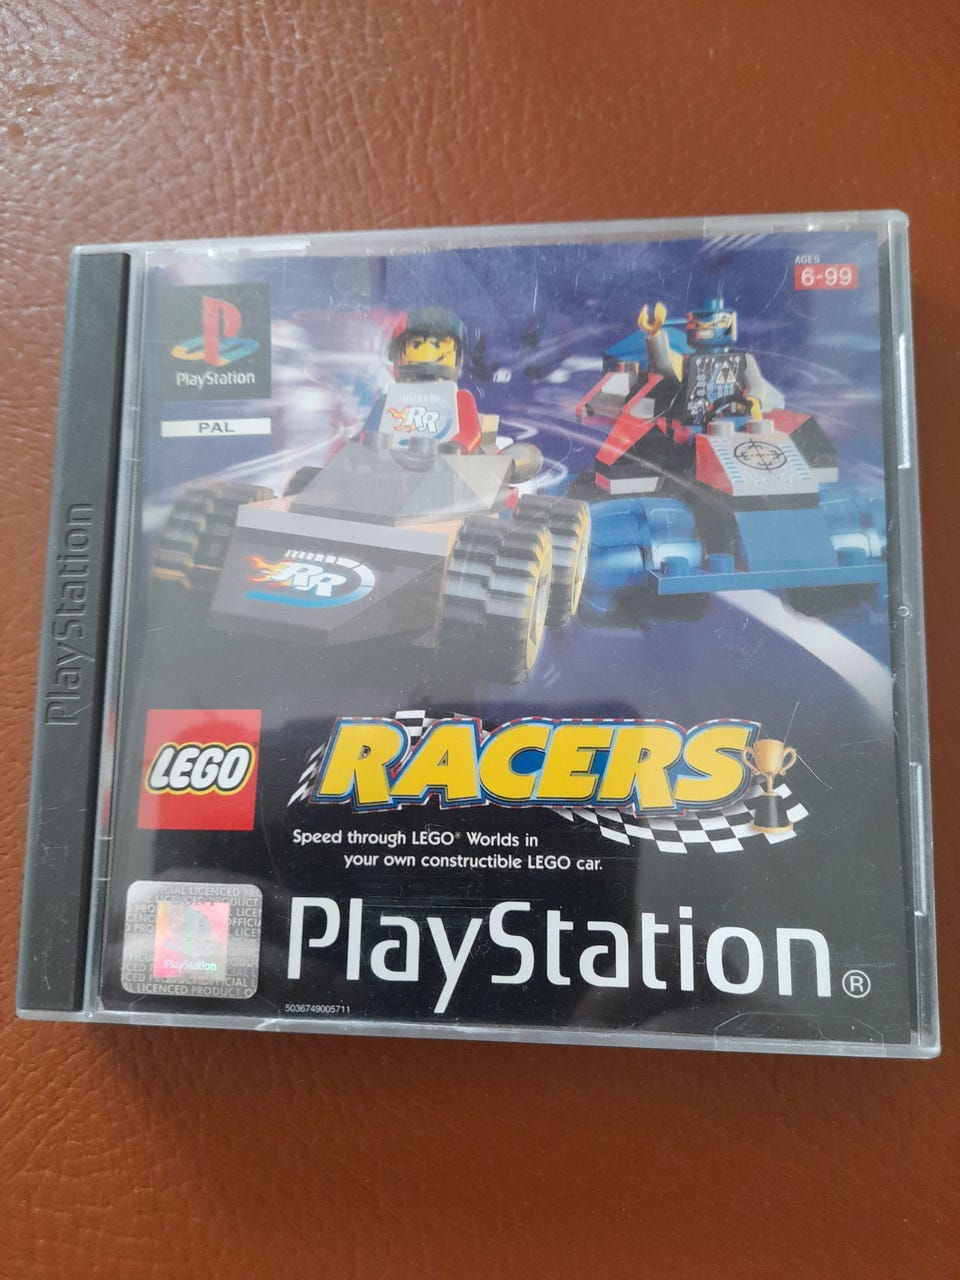 AGES
6-99
PlayStation
PAL
PlayStation
RR
RR
LEGO
RACERS
Speed through LEGO® Worlds in
your own constructible LEGO car.
PlayStation
PlayStation®
5036749005711